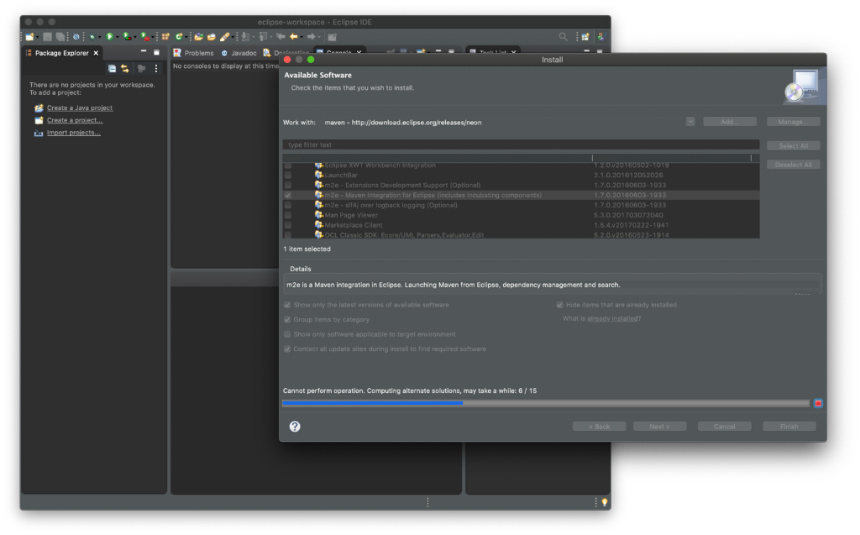 eclipse-workspace - Eclipse IDE
Package Explorer
Problems
Javadoc
Declaration
Console
Task List
No consoles to display at this time.
There are no projects in your workspace.
To add a project:
Create a Java project
Create a project...
Import projects...
Install
Available Software
Check the items that you wish to install.
Work with: maven - http://download.eclipse.org/releases/neon
Add...
Manage...
type filter text
Select All
Deselect All
Eclipse XWT Workbench Integration
LaunchBar 2.1.0.201612052026
m2e - Extensions Development Support (Optional) 1.7.0.20160603-1933
m2e - Maven Integration for Eclipse (includes Incubating components) 1.7.0.20160603-1933
m2e - slf4j over logback logging (Optional) 1.7.0.20160603-1933
Man Page Viewer 5.3.0.201703072040
Marketplace Client 1.5.4.v20170222-1941
OCL Classic SDK: Ecore/UML Parsers,Evaluator,Edit 5.2.0.v20160523-1914
1 item selected
Details
m2e is a Maven integration in Eclipse. Launching Maven from Eclipse, dependency management and search.
Show only the latest versions of available software
Hide items that are already installed
Group items by category
What is already installed?
Show only software applicable to target environment
Contact all update sites during install to find required software
Cannot perform operation. Computing alternate solutions, may take a while: 6 / 15
?
< Back
Next >
Cancel
Finish